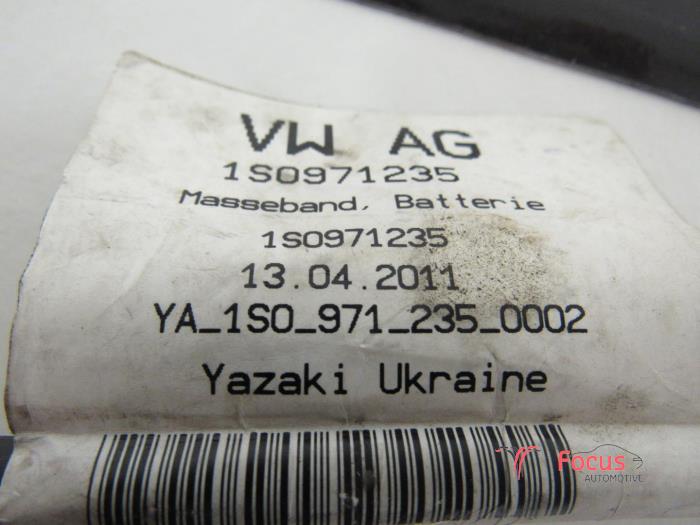 VW AG
1S0971235
Masseband, Batterie
1S0971235
13.04.2011
YA_1S0_971_235_0002
Yazaki Ukraine
Focus
AUTOMOTIVE